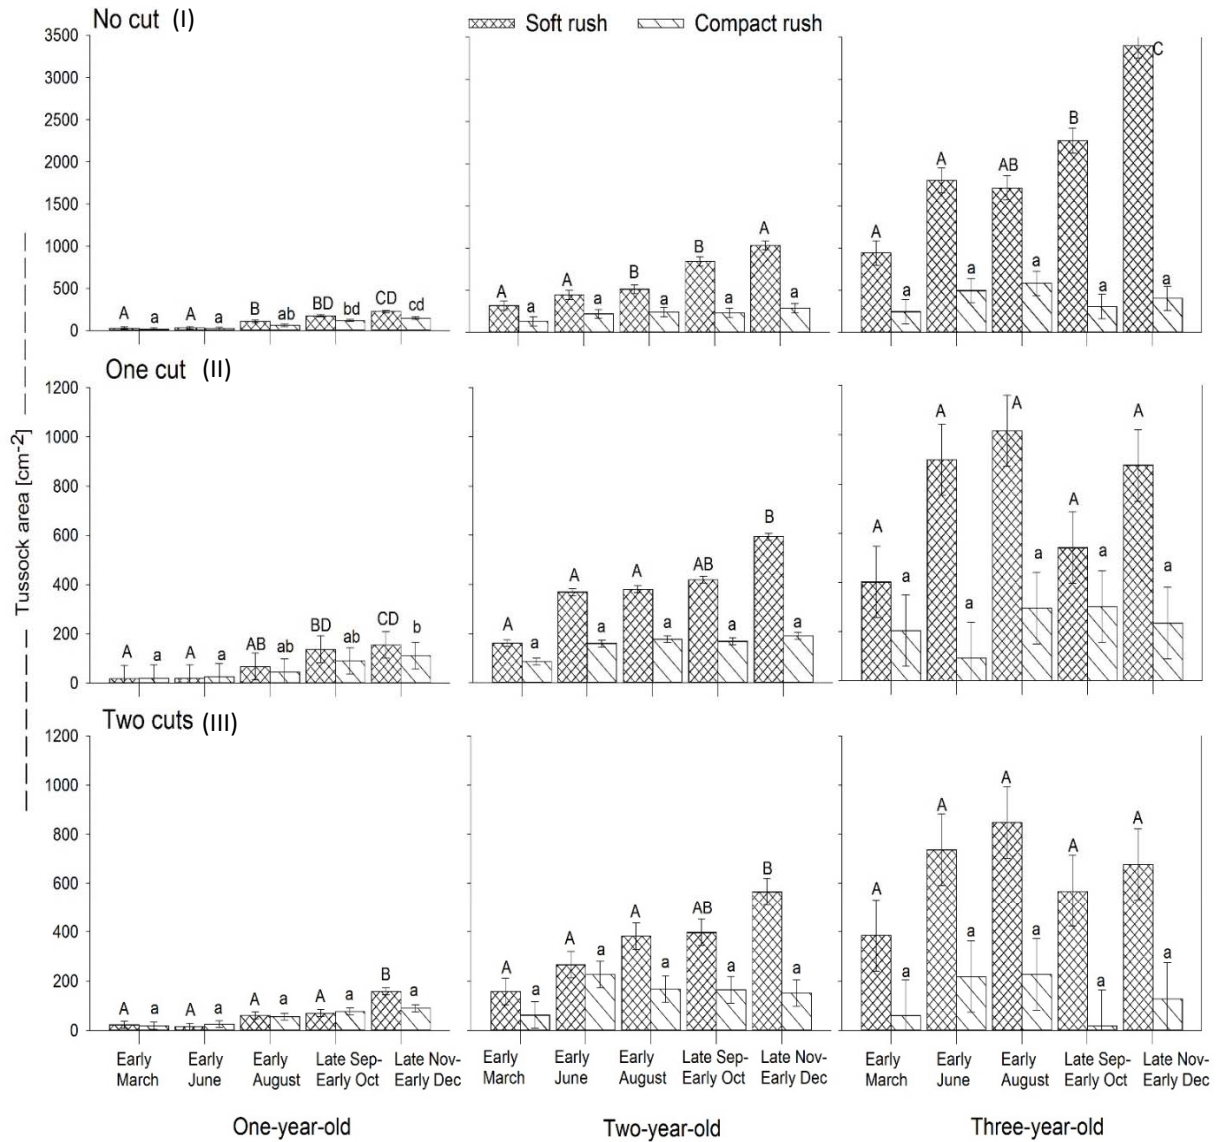 No cut (I)
Soft rush
Compact rush
3500
3000
2500
2000
1500
1000
500
0
A a A a B ab BD bd CD cd
A a A a B a B a A a
A a A a AB a B a C a
Tussock area [cm-2]
One cut (II)
1200
1000
800
600
400
200
0
A a A a AB ab BD ab CD b
A a A a A a AB a B a
A a A a A a A a A a
Two cuts (III)
1200
1000
800
600
400
200
0
A a A a A a A a B a
A a A a A a AB a B a
A a A a A a A a A a
Early March
Early June
Early August
Late Sep-Early Oct
Late Nov-Early Dec
Early March
Early June
Early August
Late Sep-Early Oct
Late Nov-Early Dec
Early March
Early June
Early August
Late Sep-Early Oct
Late Nov-Early Dec
One-year-old
Two-year-old
Three-year-old